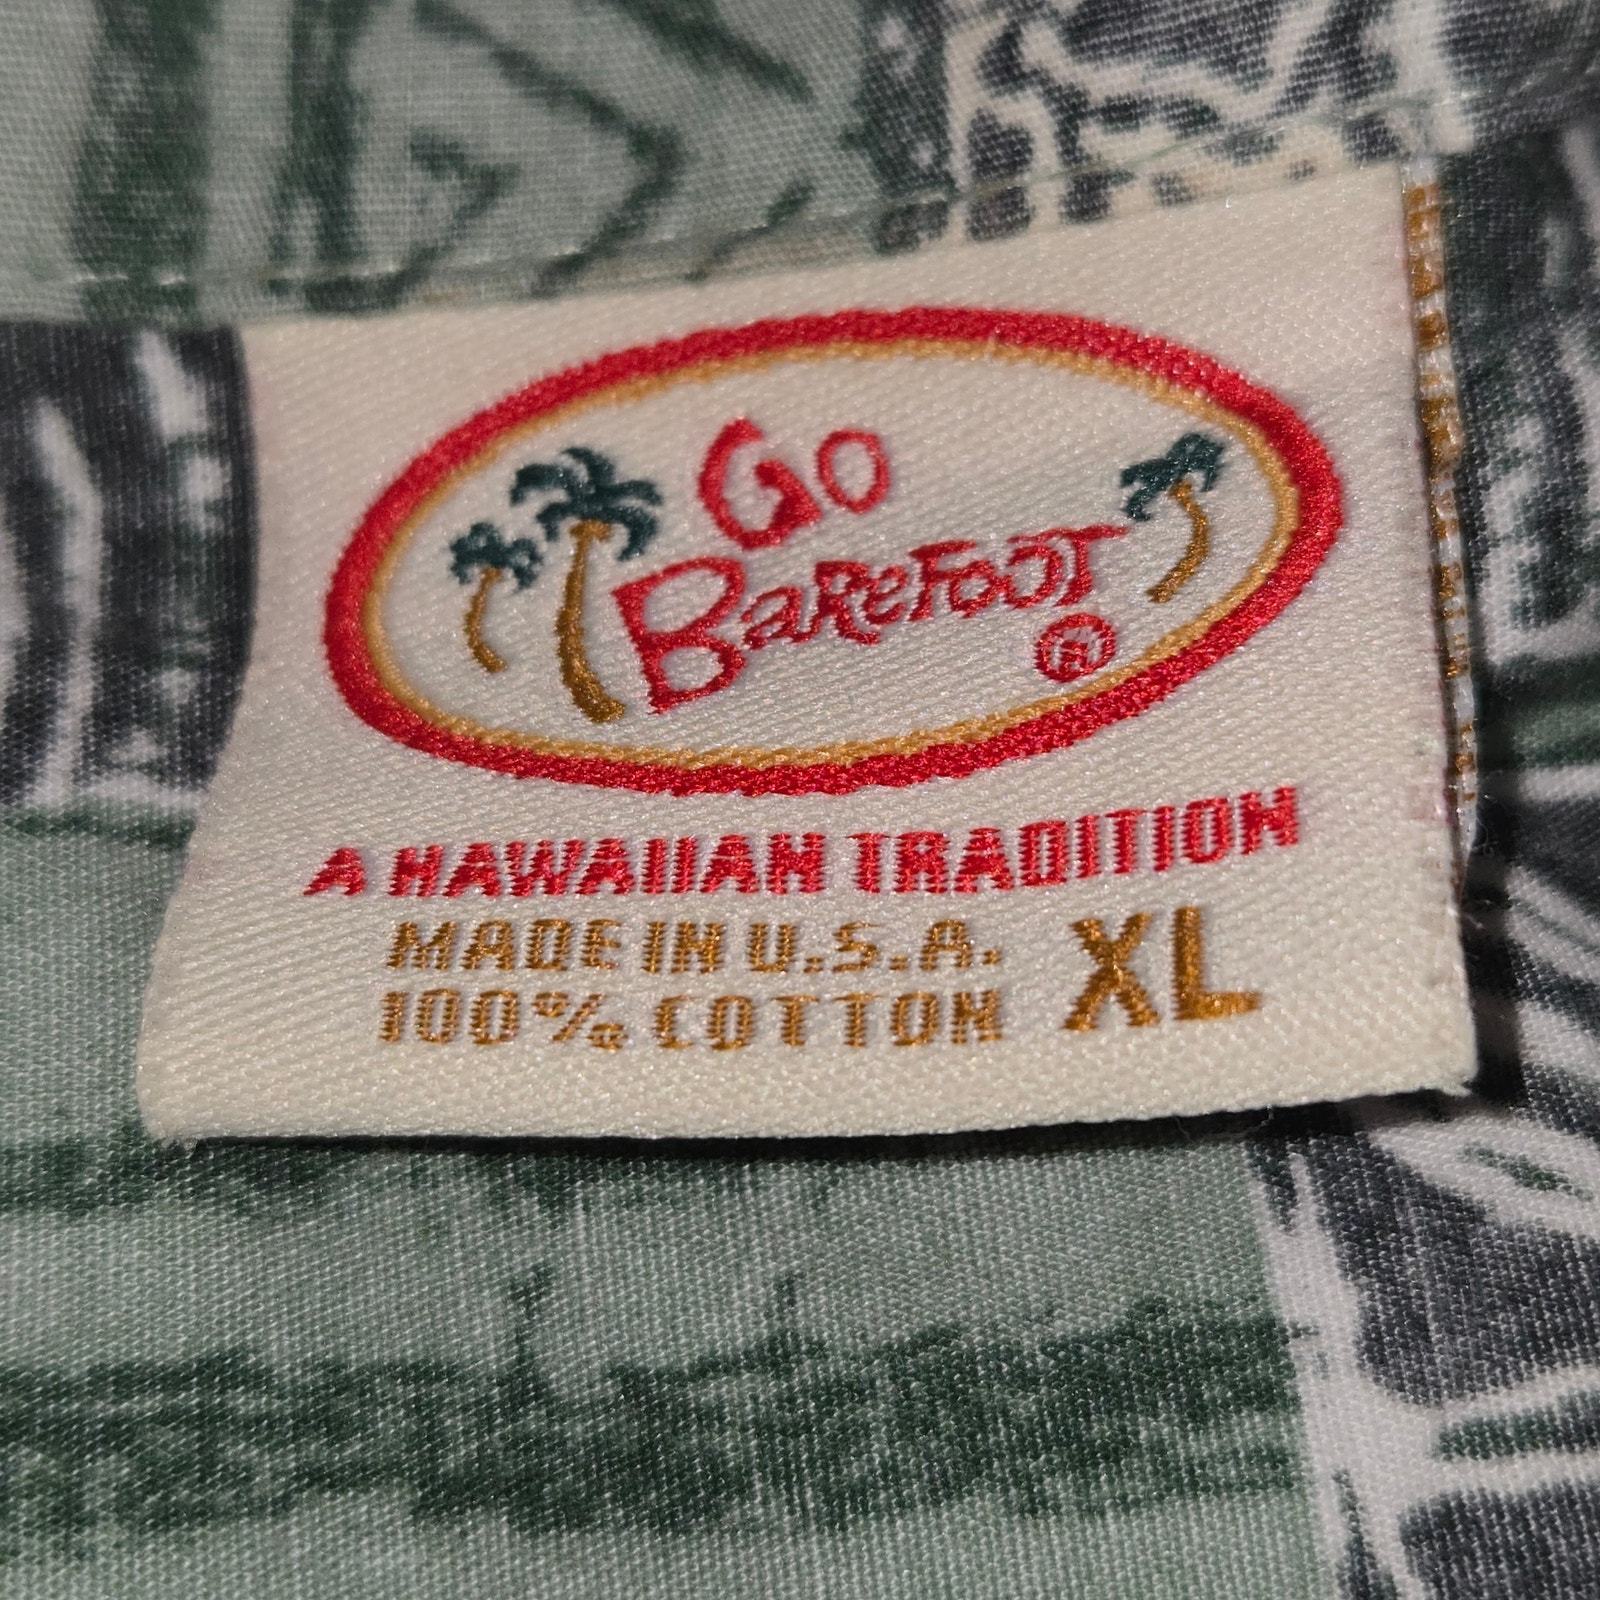 Go
BaRefooT
®
A HAWAIIAN TRADITION
MADE IN U.S.A.
100% COTTON
XL